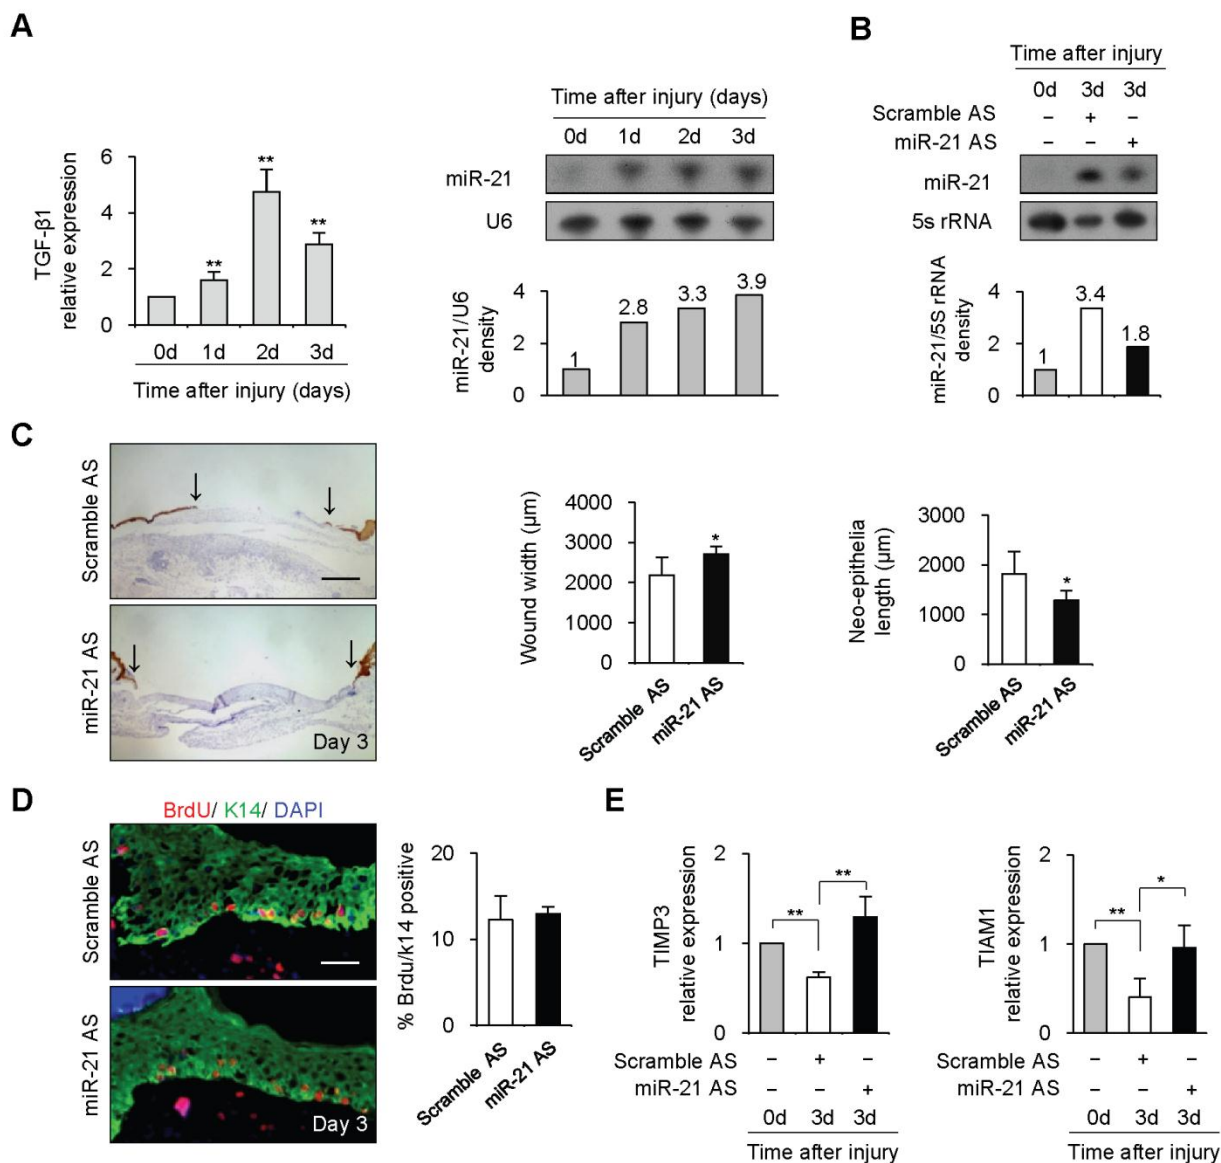 A
TGF-β1
relative expression
6
4
2
0
**
**
**
0d 1d 2d 3d
Time after injury (days)
Time after injury (days)
0d 1d 2d 3d
miR-21
U6
miR-21/U6
density
4
2
0
1
2.8
3.3
3.9
B
Time after injury
0d 3d 3d
Scramble AS – + –
miR-21 AS – – +
miR-21
5s rRNA
miR-21/5S rRNA
density
4
2
0
1
3.4
1.8
C
Scramble AS
miR-21 AS
Day 3
Wound width (µm)
4000
3000
2000
1000
0
*
Scramble AS
miR-21 AS
Neo-epithelia
length (µm)
3000
2000
1000
0
*
Scramble AS
miR-21 AS
D
BrdU/ K14/ DAPI
Scramble AS
miR-21 AS
Day 3
% Brdu/k14 positive
20
10
0
Scramble AS
miR-21 AS
E
TIMP3
relative expression
2
1
0
**
**
Scramble AS – + –
miR-21 AS – – +
0d 3d 3d
Time after injury
TIAM1
relative expression
2
1
0
**
*
Scramble AS – + –
miR-21 AS – – +
0d 3d 3d
Time after injury